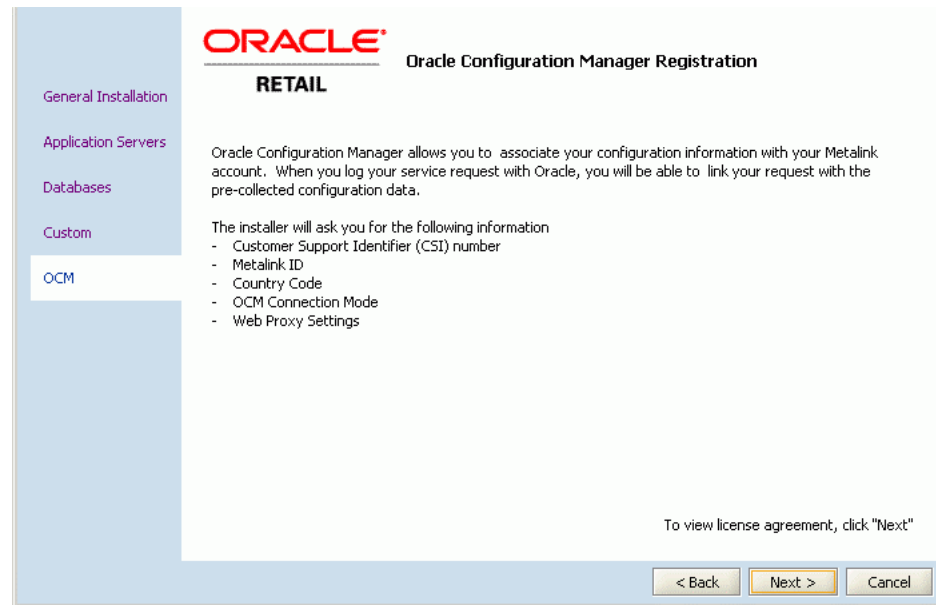 ORACLE
RETAIL
Oracle Configuration Manager Registration
General Installation
Application Servers
Databases
Custom
OCM
Oracle Configuration Manager allows you to associate your configuration information with your Metalink
account. When you log your service request with Oracle, you will be able to link your request with the
pre-collected configuration data.
The installer will ask you for the following information
- Customer Support Identifier (CSI) number
- Metalink ID
- Country Code
- OCM Connection Mode
- Web Proxy Settings
To view license agreement, click "Next"
< Back
Next >
Cancel